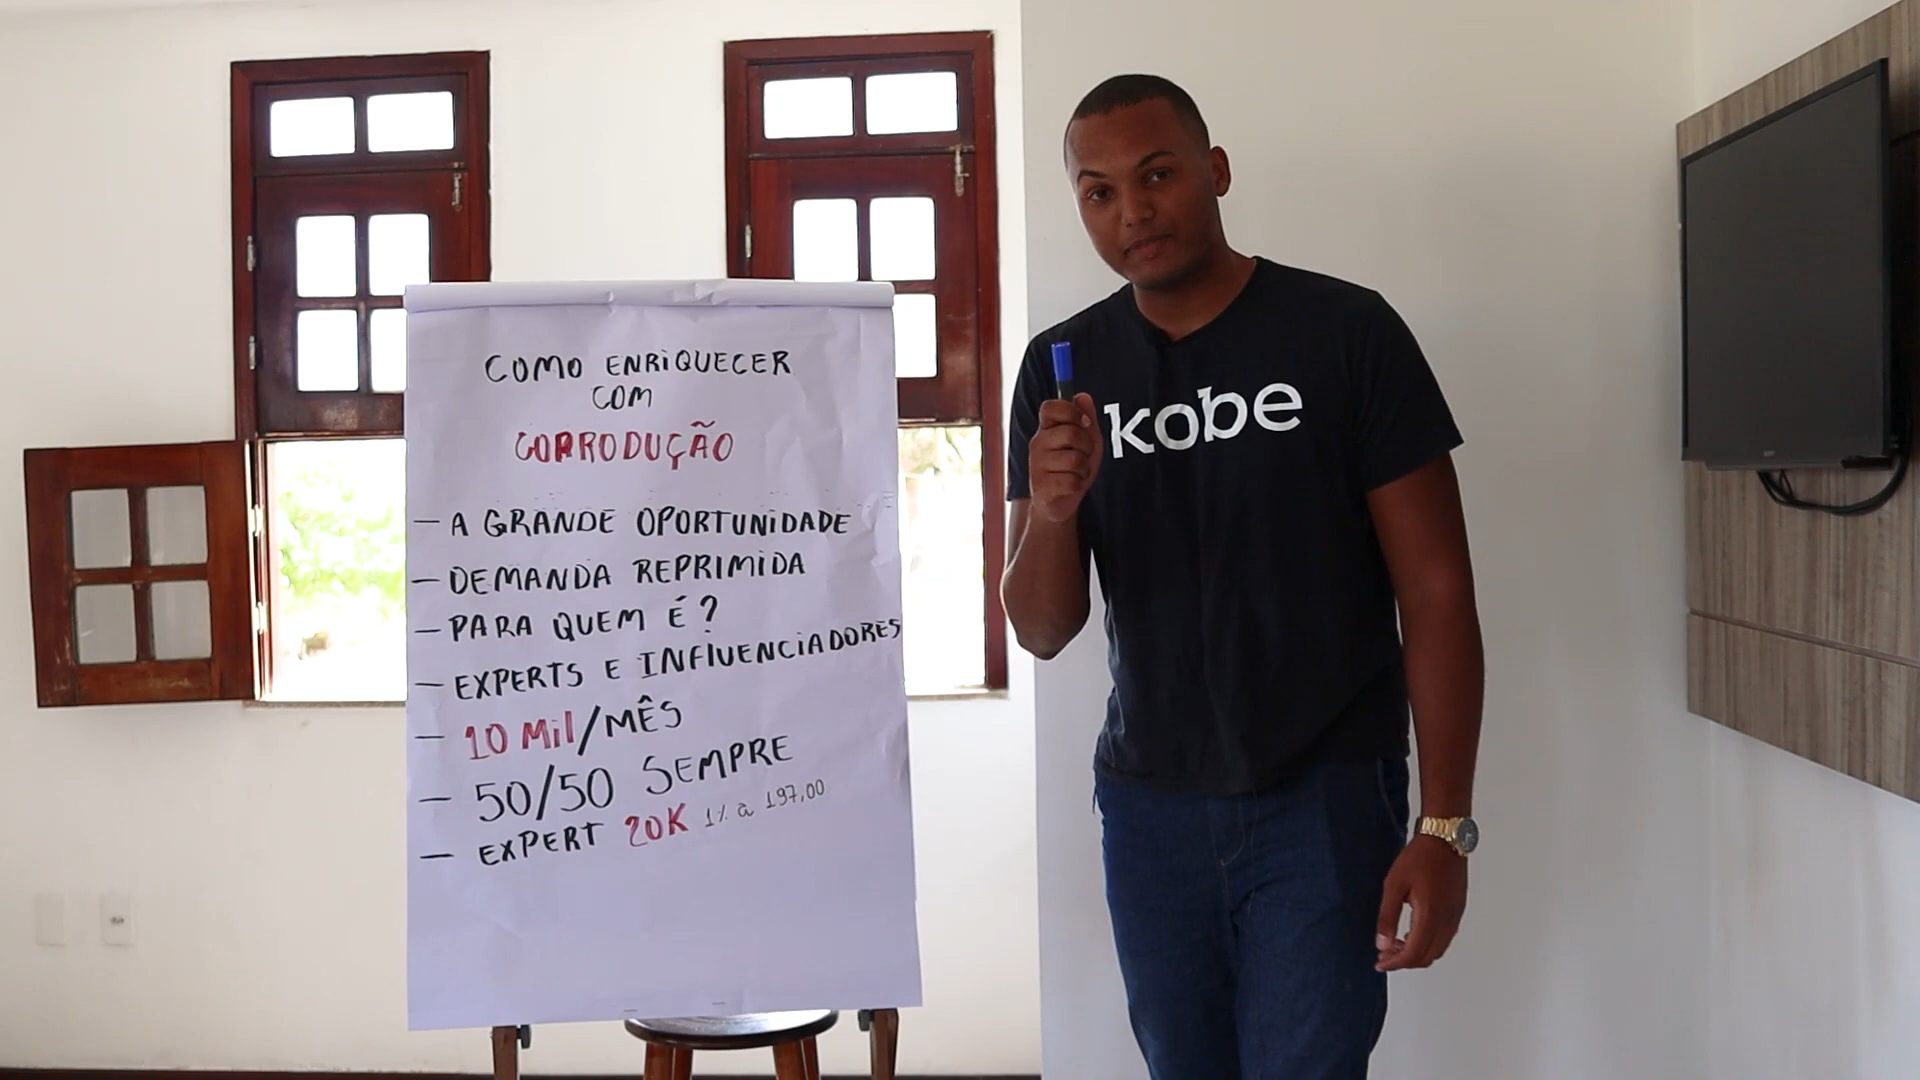 COMO ENRIQUECER
COM
CORRODUÇÃO
- A GRANDE OPORTUNIDADE
- DEMANDA REPRIMIDA
- PARA QUEM É?
- EXPERTS E INFlUENCIADORES
- 10 Mil/MÊS
- 50/50 SEMPRE
- EXPERT 20K 1% a 197,00
kobe